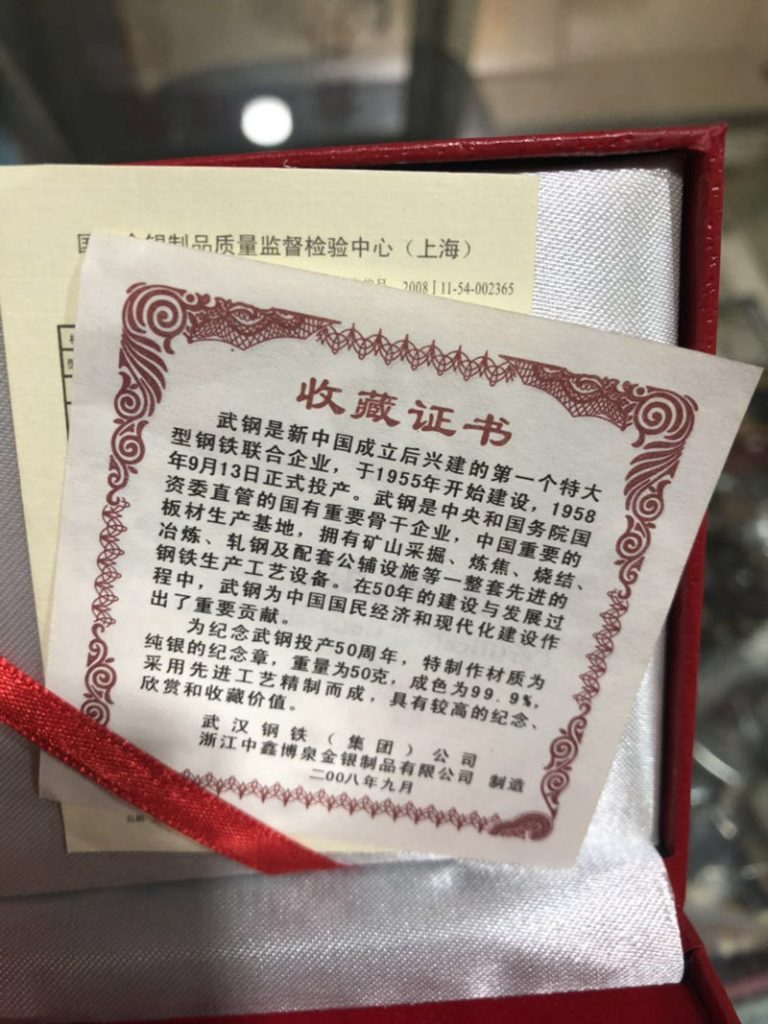 金银制品质量监督检验中心（上海）
2008 11-54-002365
收藏证书
武钢是新中国成立后兴建的第一个特大
型钢铁联合企业，于1955年开始建设，1958
年9月13日正式投产。武钢是中央和国务院国
资委直管的国有重要骨干企业，中国重要的
板材生产基地，拥有矿山采掘、炼焦、烧结、
冶炼、轧钢及配套公辅设施等一整套先进的
钢铁生产工艺设备。在50年的建设与发展过
程中，武钢为中国国民经济和现代化建设作
出了重要贡献。
为纪念武钢投产50周年，特制作材质为
纯银的纪念章，重量为50克，成色为99.9%，
采用先进工艺精制而成，具有较高的纪念、
欣赏和收藏价值。
武汉钢铁（集团）公司
浙江中鑫博泉金银制品有限公司 制造
二00八年九月